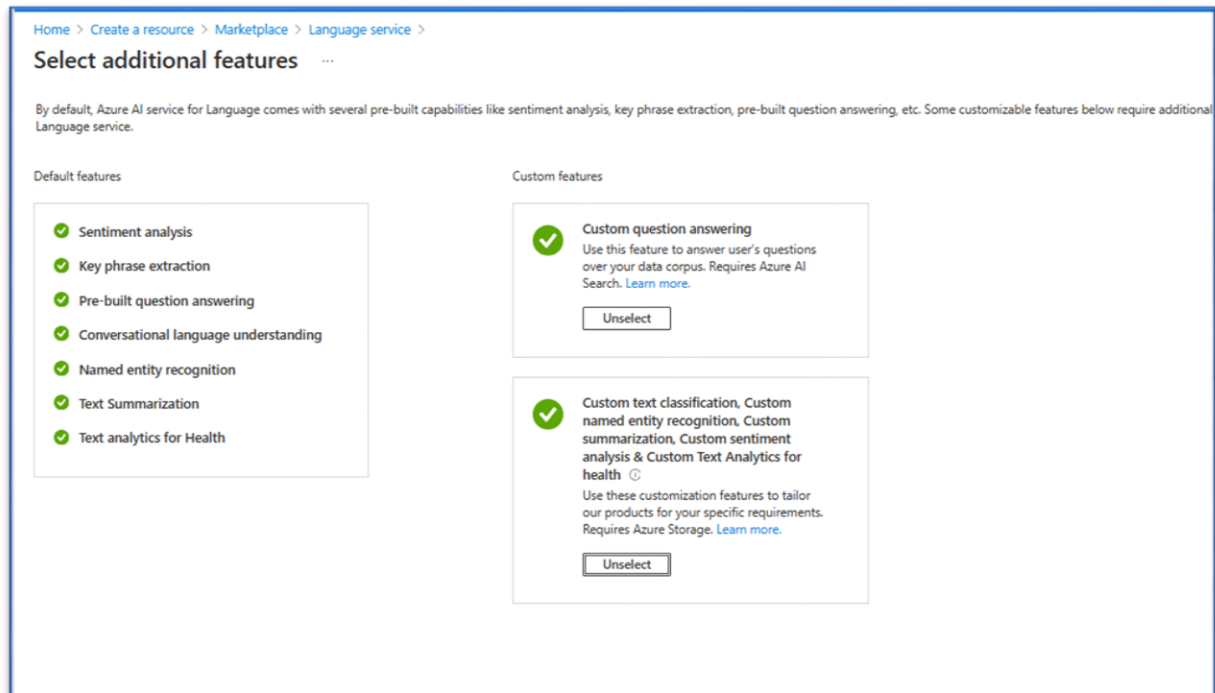 Home > Create a resource > Marketplace > Language service >
Select additional features ...
By default, Azure AI service for Language comes with several pre-built capabilities like sentiment analysis, key phrase extraction, pre-built question answering, etc. Some customizable features below require additional
Language service.
Default features
Sentiment analysis
Key phrase extraction
Pre-built question answering
Conversational language understanding
Named entity recognition
Text Summarization
Text analytics for Health
Custom features
Custom question answering
Use this feature to answer user's questions
over your data corpus. Requires Azure AI
Search. Learn more.
Unselect
Custom text classification, Custom
named entity recognition, Custom
summarization, Custom sentiment
analysis & Custom Text Analytics for
health
Use these customization features to tailor
our products for your specific requirements.
Requires Azure Storage. Learn more.
Unselect